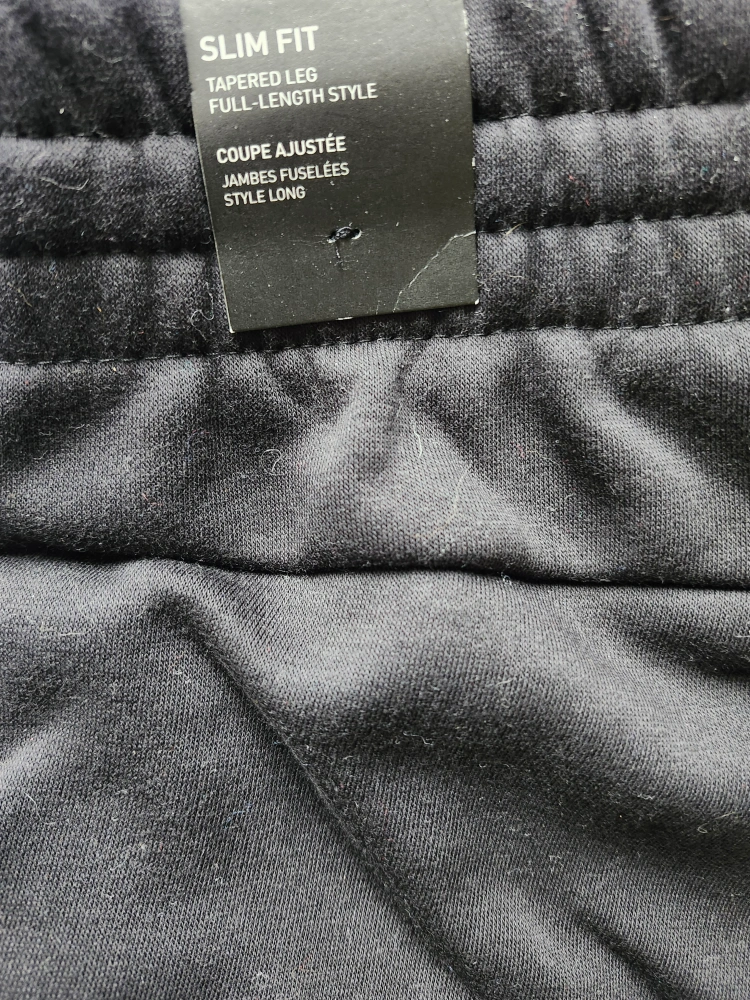 SLIM FIT
TAPERED LEG
FULL-LENGTH STYLE
COUPE AJUSTÉE
JAMBES FUSELÉES
STYLE LONG